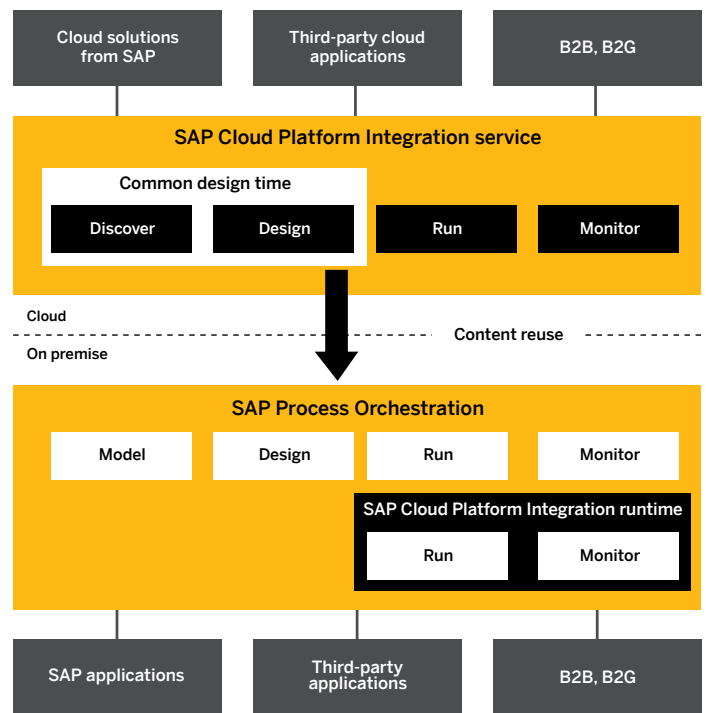 Cloud solutions
from SAP
Third-party cloud
applications
B2B, B2G
SAP Cloud Platform Integration service
Common design time
Discover
Design
Run
Monitor
Cloud
Content reuse
On premise
SAP Process Orchestration
Model
Design
Run
Monitor
SAP Cloud Platform Integration runtime
Run
Monitor
SAP applications
Third-party
applications
B2B, B2G